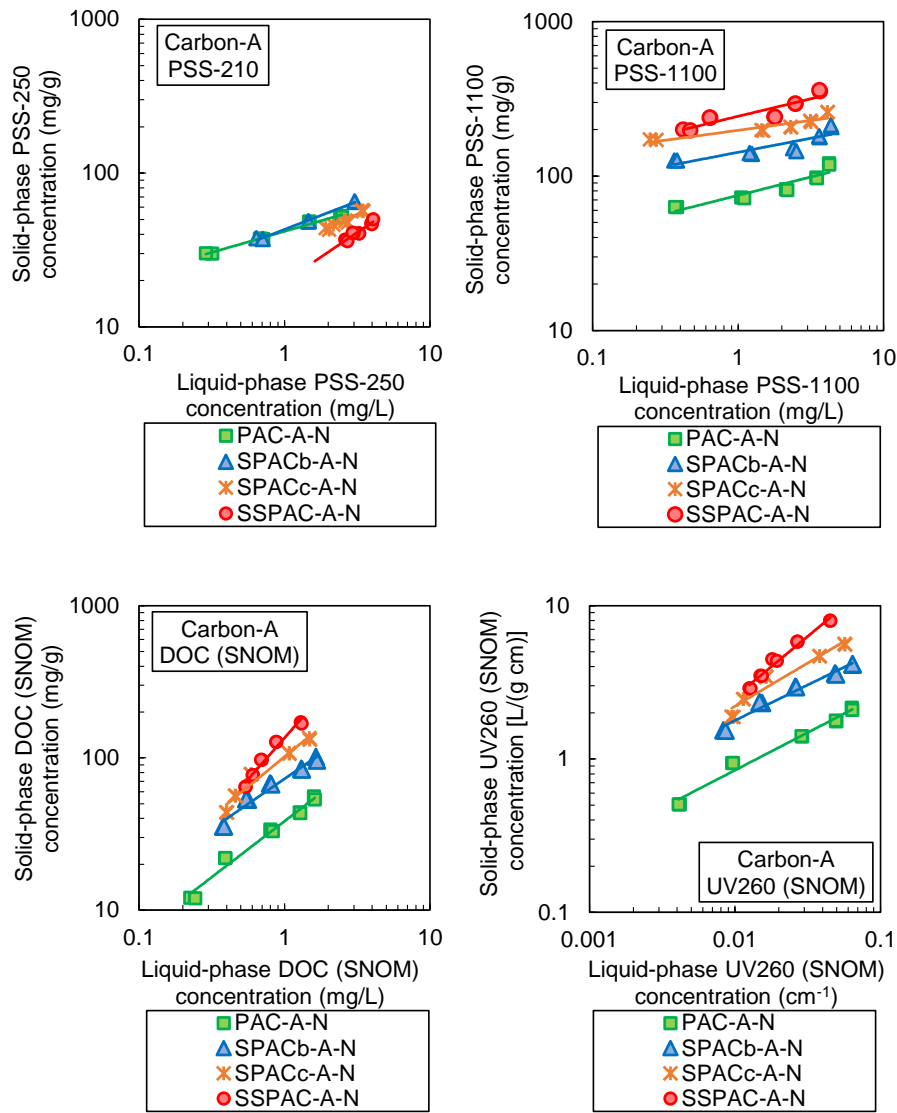 Solid-phase PSS-250
concentration (mg/g)
1000
100
10
Carbon-A
PSS-210
0.1
1
10
Liquid-phase PSS-250
concentration (mg/L)
PAC-A-N
SPACb-A-N
SPACc-A-N
SSPAC-A-N
Solid-phase PSS-1100
concentration (mg/g)
1000
100
10
Carbon-A
PSS-1100
0.1
1
10
Liquid-phase PSS-1100
concentration (mg/L)
PAC-A-N
SPACb-A-N
SPACc-A-N
SSPAC-A-N
Solid-phase DOC (SNOM)
concentration (mg/g)
1000
100
10
Carbon-A
DOC (SNOM)
0.1
1
10
Liquid-phase DOC (SNOM)
concentration (mg/L)
PAC-A-N
SPACb-A-N
SPACc-A-N
SSPAC-A-N
Solid-phase UV260 (SNOM)
concentration [L/(g cm)]
10
1
0.1
Carbon-A
UV260 (SNOM)
0.001
0.01
0.1
Liquid-phase UV260 (SNOM)
concentration (cm⁻¹)
PAC-A-N
SPACb-A-N
SPACc-A-N
SSPAC-A-N